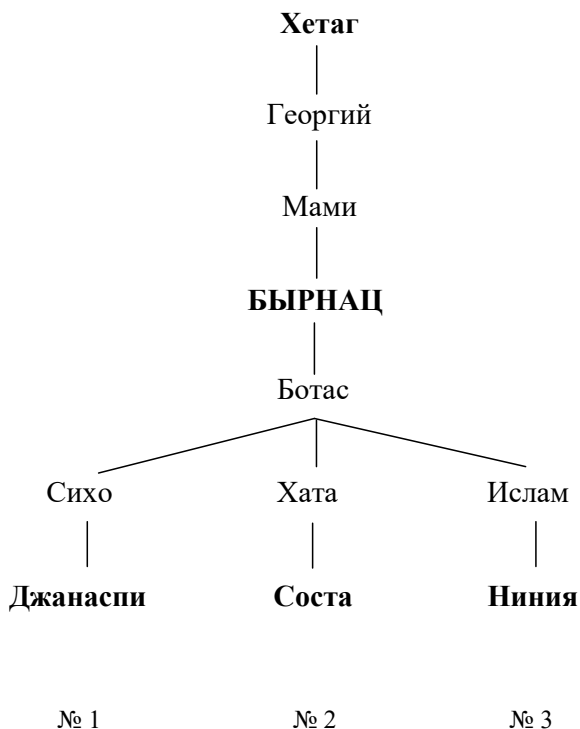 Хетаг
Георгий
Мами
БЫРНАЦ
Ботас
Сихо Хата Ислам
Джанаспи Соста Ниния
№ 1 № 2 № 3